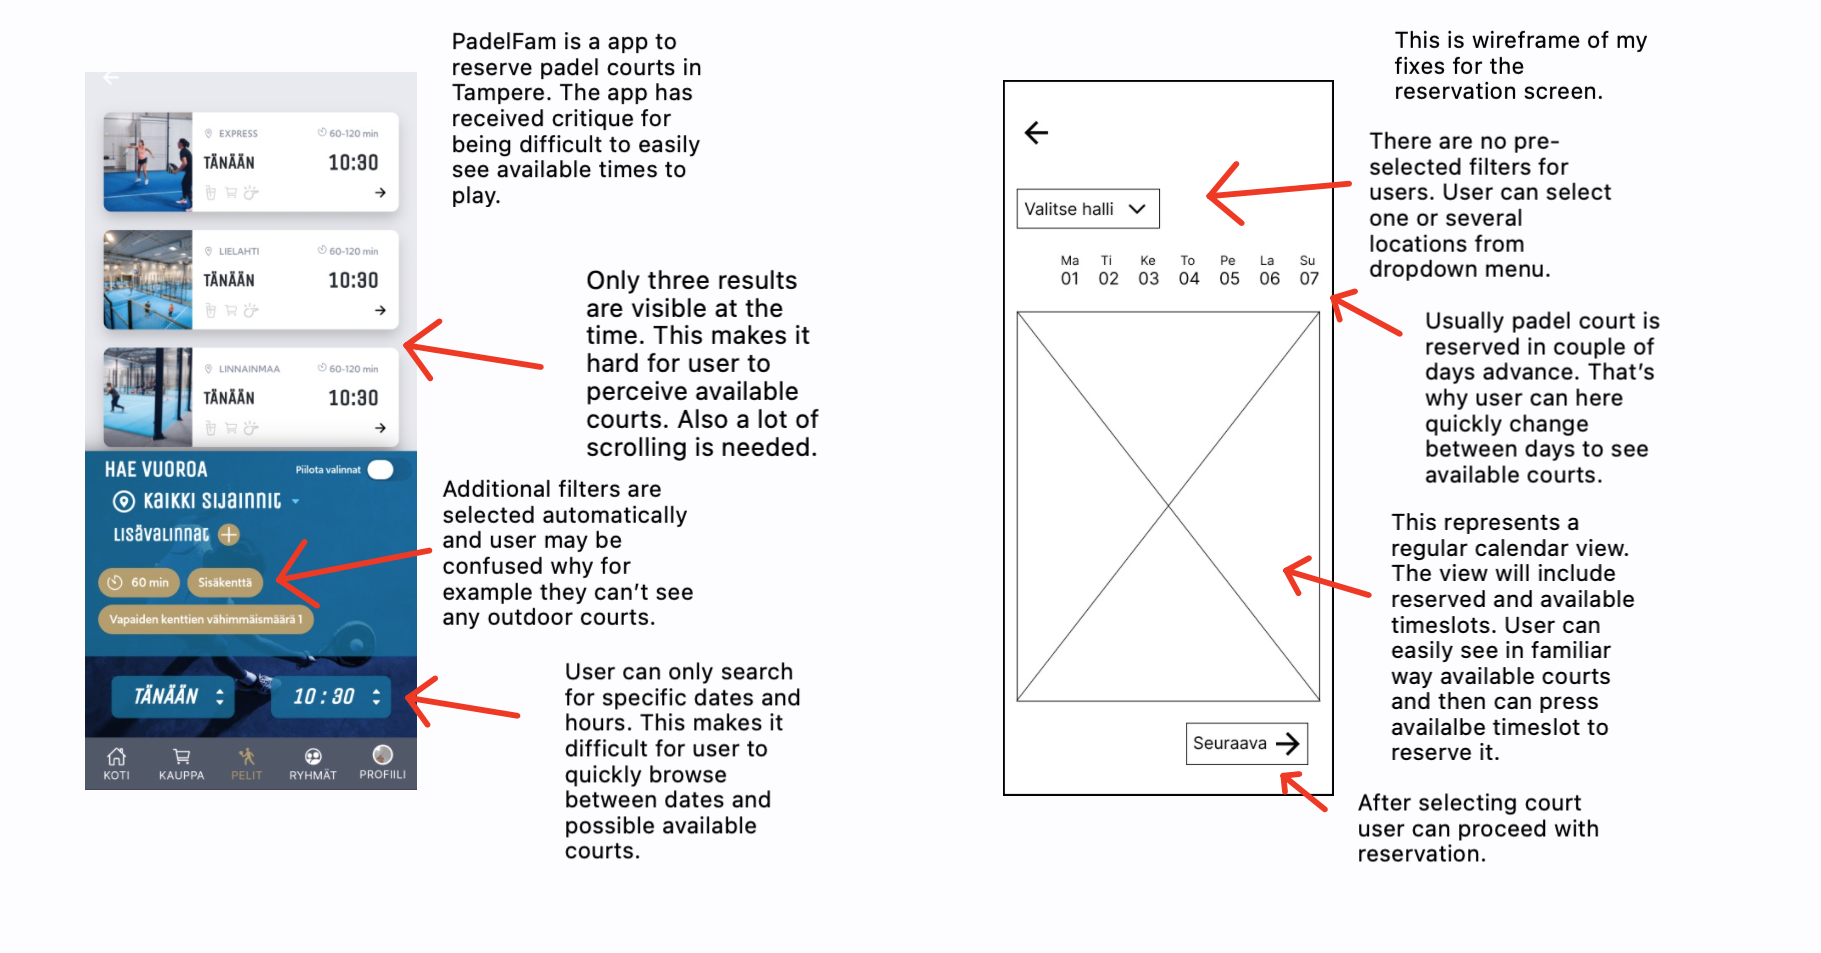 PadelFam is a app to
reserve padel courts in
Tampere. The app has
received critique for
being difficult to easily
see available times to
play.
EXPRESS
60-120 min
TÄNÄÄN
10:30
LIELAHTI
60-120 min
TÄNÄÄN
10:30
LINNAINMAA
60-120 min
TÄNÄÄN
10:30
Only three results
are visible at the
time. This makes it
hard for user to
perceive available
courts. Also a lot of
scrolling is needed.
HAE VUOROA
Piilota valinnat
KAIKKI SIJAINNIT
LISÄVALINNAT
60 min
Sisäkenttä
Vapaiden kenttien vähimmäismäärä 1
Additional filters are
selected automatically
and user may be
confused why for
example they can't see
any outdoor courts.
TÄNÄÄN
10:30
User can only search
for specific dates and
hours. This makes it
difficult for user to
quickly browse
between dates and
possible available
courts.
KOTI
KAUPPA
PELIT
RYHMÄT
PROFIILI
This is wireframe of my
fixes for the
reservation screen.
Valitse halli
There are no pre-
selected filters for
users. User can select
one or several
locations from
dropdown menu.
Ma Ti Ke To Pe La Su
01 02 03 04 05 06 07
Usually padel court is
reserved in couple of
days advance. That's
why user can here
quickly change
between days to see
available courts.
This represents a
regular calendar view.
The view will include
reserved and available
timeslots. User can
easily see in familiar
way available courts
and then can press
availalbe timeslot to
reserve it.
Seuraava
After selecting court
user can proceed with
reservation.